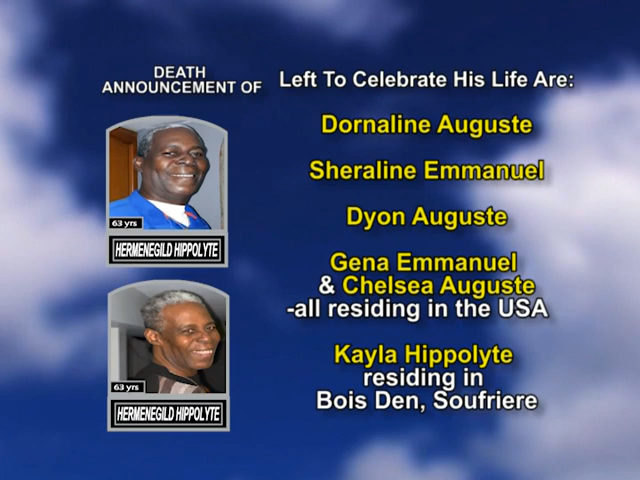 DEATH
ANNOUNCEMENT OF
63 yrs
HERMENEGILD HIPPOLYTE
63 yrs
HERMENEGILD HIPPOLYTE
Left To Celebrate His Life Are:
Dornaline Auguste
Sheraline Emmanuel
Dyon Auguste
Gena Emmanuel
& Chelsea Auguste
-all residing in the USA
Kayla Hippolyte
residing in
Bois Den, Soufriere